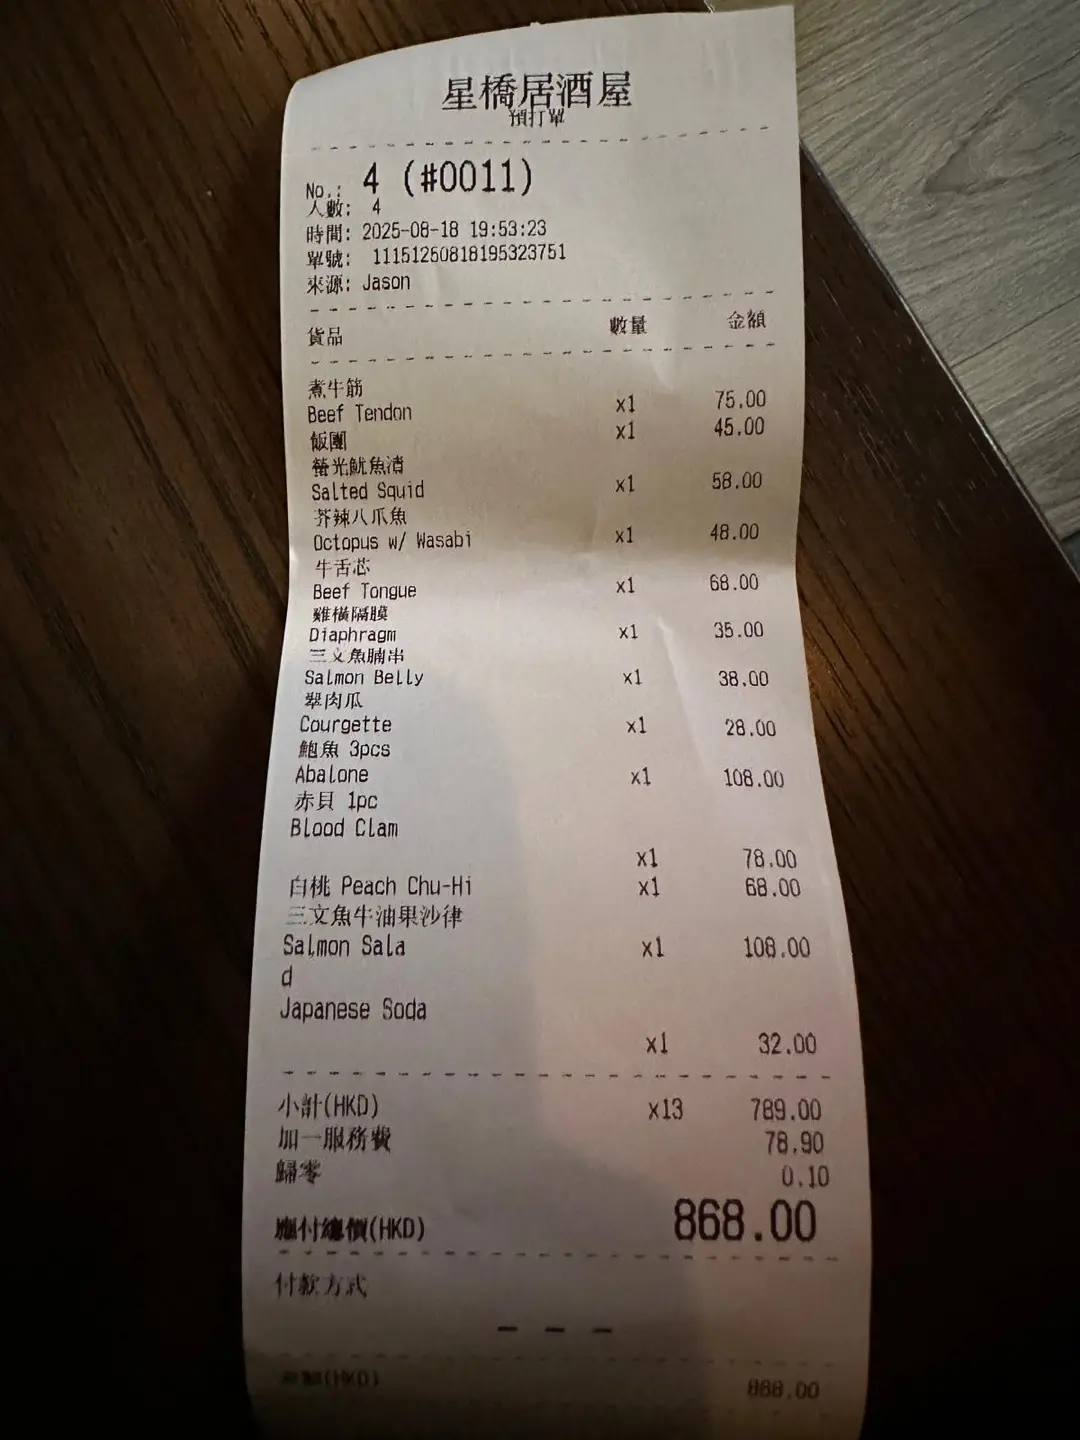 星橋居酒屋
預打單
No.: 4 (#0011)
人數: 4
時間: 2025-08-18 19:53:23
單號: 11151250818195323751
來源: Jason
貨品 數量 金額
煮牛筋
Beef Tendon x1 75.00
飯團 x1 45.00
螢光魷魚漬
Salted Squid x1 58.00
芥辣八爪魚
Octopus w/ Wasabi x1 48.00
牛舌芯
Beef Tongue x1 68.00
雞橫隔膜
Diaphragm x1 35.00
三文魚腩串
Salmon Belly x1 38.00
翠肉瓜
Courgette x1 28.00
鮑魚 3pcs
Abalone x1 108.00
赤貝 1pc
Blood Clam
x1 78.00
白桃 Peach Chu-Hi x1 68.00
三文魚牛油果沙律
Salmon Sala x1 108.00
d
Japanese Soda
x1 32.00
小計(HKD) x13 789.00
加一服務費 78.90
歸零 0.10
應付總價(HKD) 868.00
付款方式
(HKD) 868.00